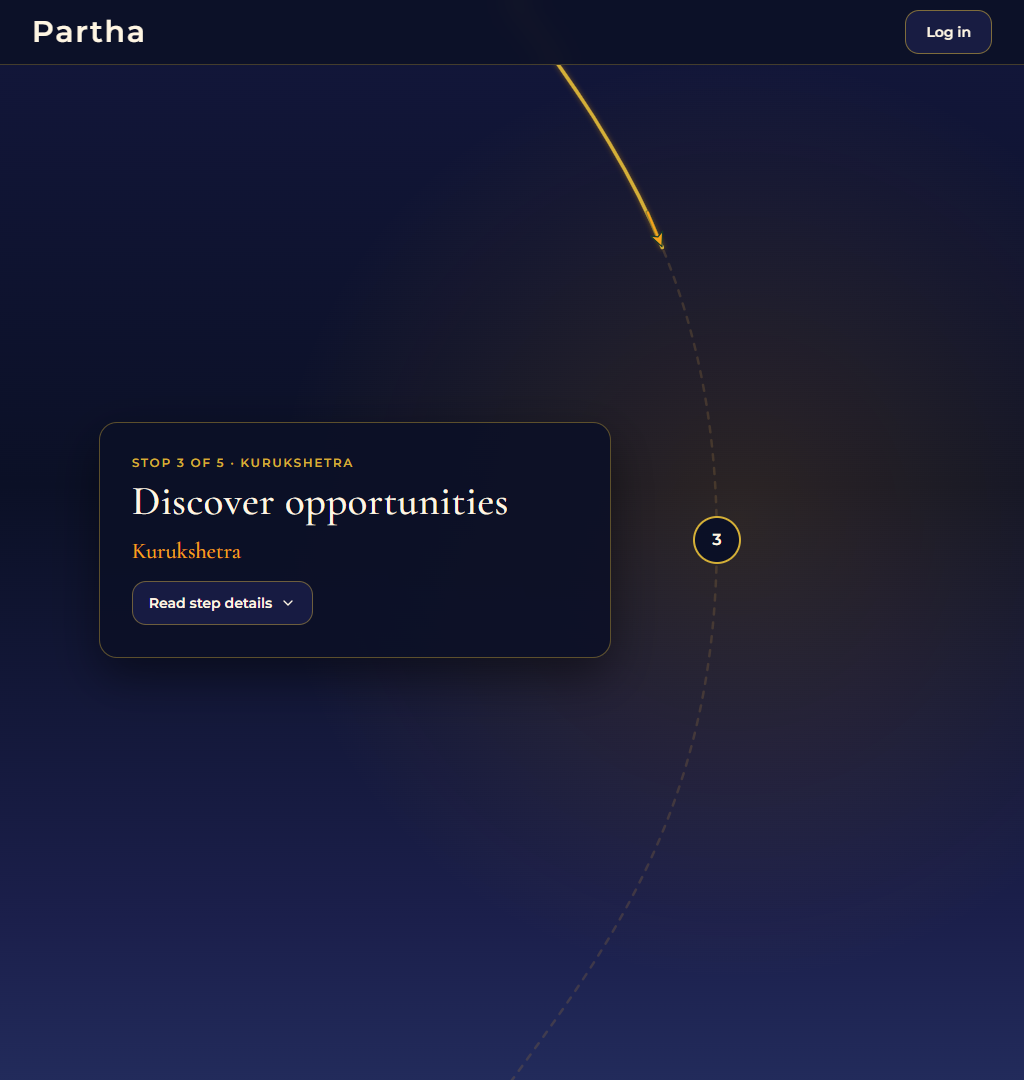 Partha
Log in
STOP 3 OF 5 · KURUKSHETRA
Discover opportunities
Kurukshetra
Read step details
3